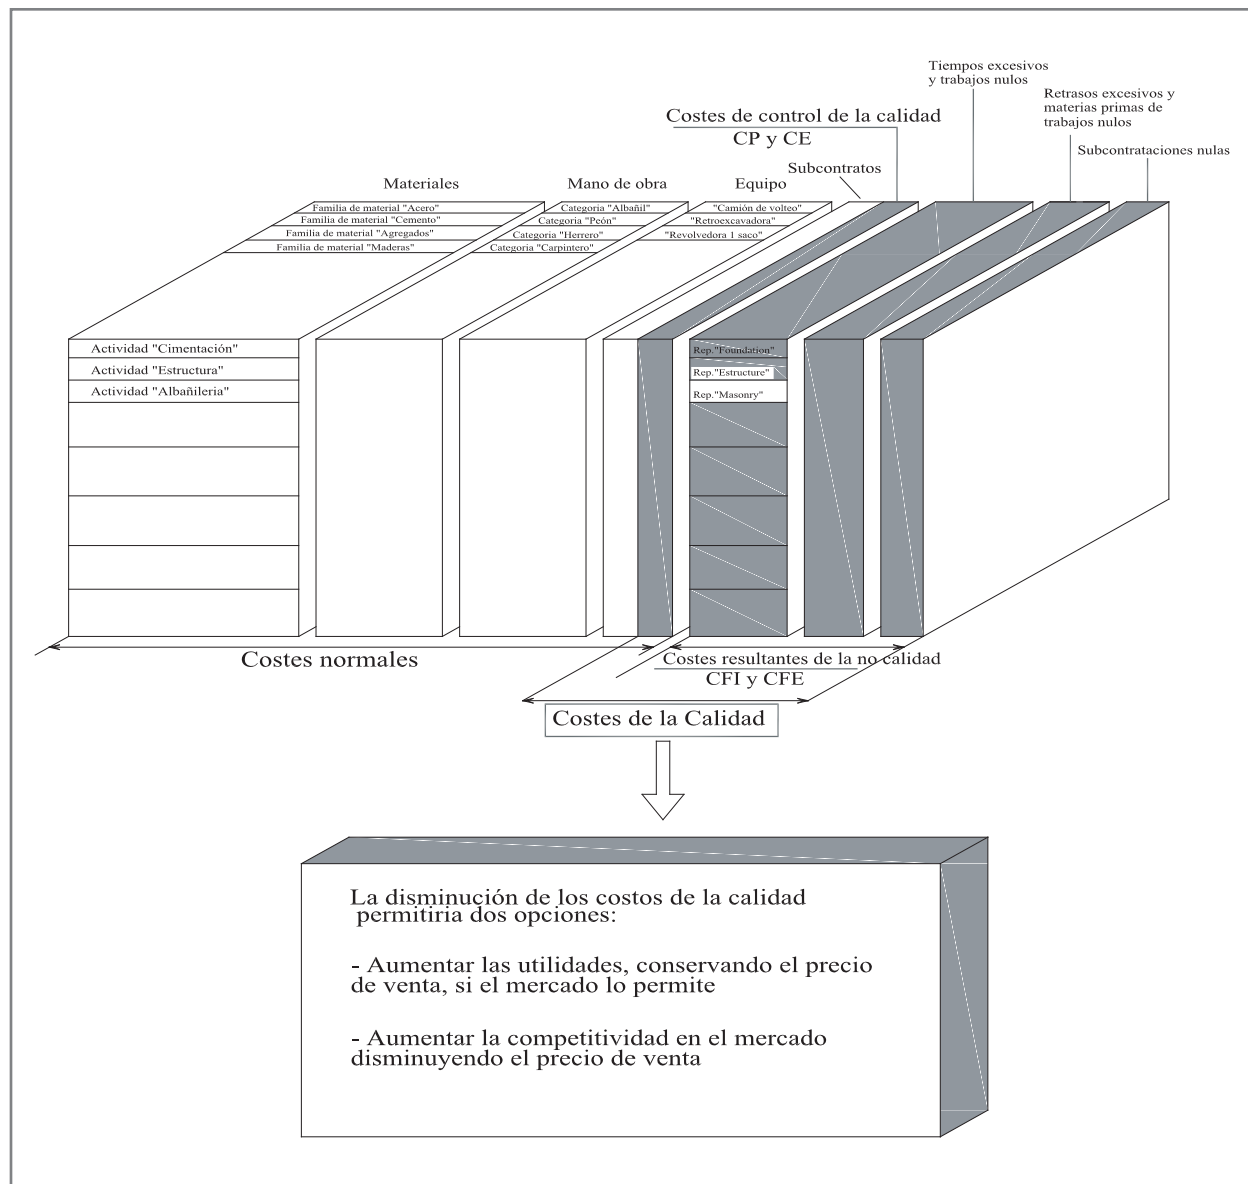 Tiempos excesivos
y trabajos nulos
Retrasos excesivos y
materias primas de
trabajos nulos
Costes de control de la calidad
CP y CE
Subcontrataciones nulas
Subcontratos
Materiales
Mano de obra
Equipo
Familia de material "Acero"
Familia de material "Cemento"
Familia de material "Agregados)
Familia de material "Maderas"
Categoria "Albañil"
Categoria "Peón"
Categoria "Herrero"
Categoria "Carpintero"
"Camión de volteo"
"Retroexcavadora"
"Revolvedora 1 saco"
Actividad "Cimentación"
Actividad "Estructura"
Actividad "Albañileria"
Rep."Foundation"
Rep."Estructure"
Rep."Masonry"
Costes normales
Costes resultantes de la no calidad
CFI y CFE
Costes de la Calidad
La disminución de los costos de la calidad
permitiria dos opciones:
- Aumentar las utilidades, conservando el precio
de venta, si el mercado lo permite
- Aumentar la competitividad en el mercado
disminuyendo el precio de venta